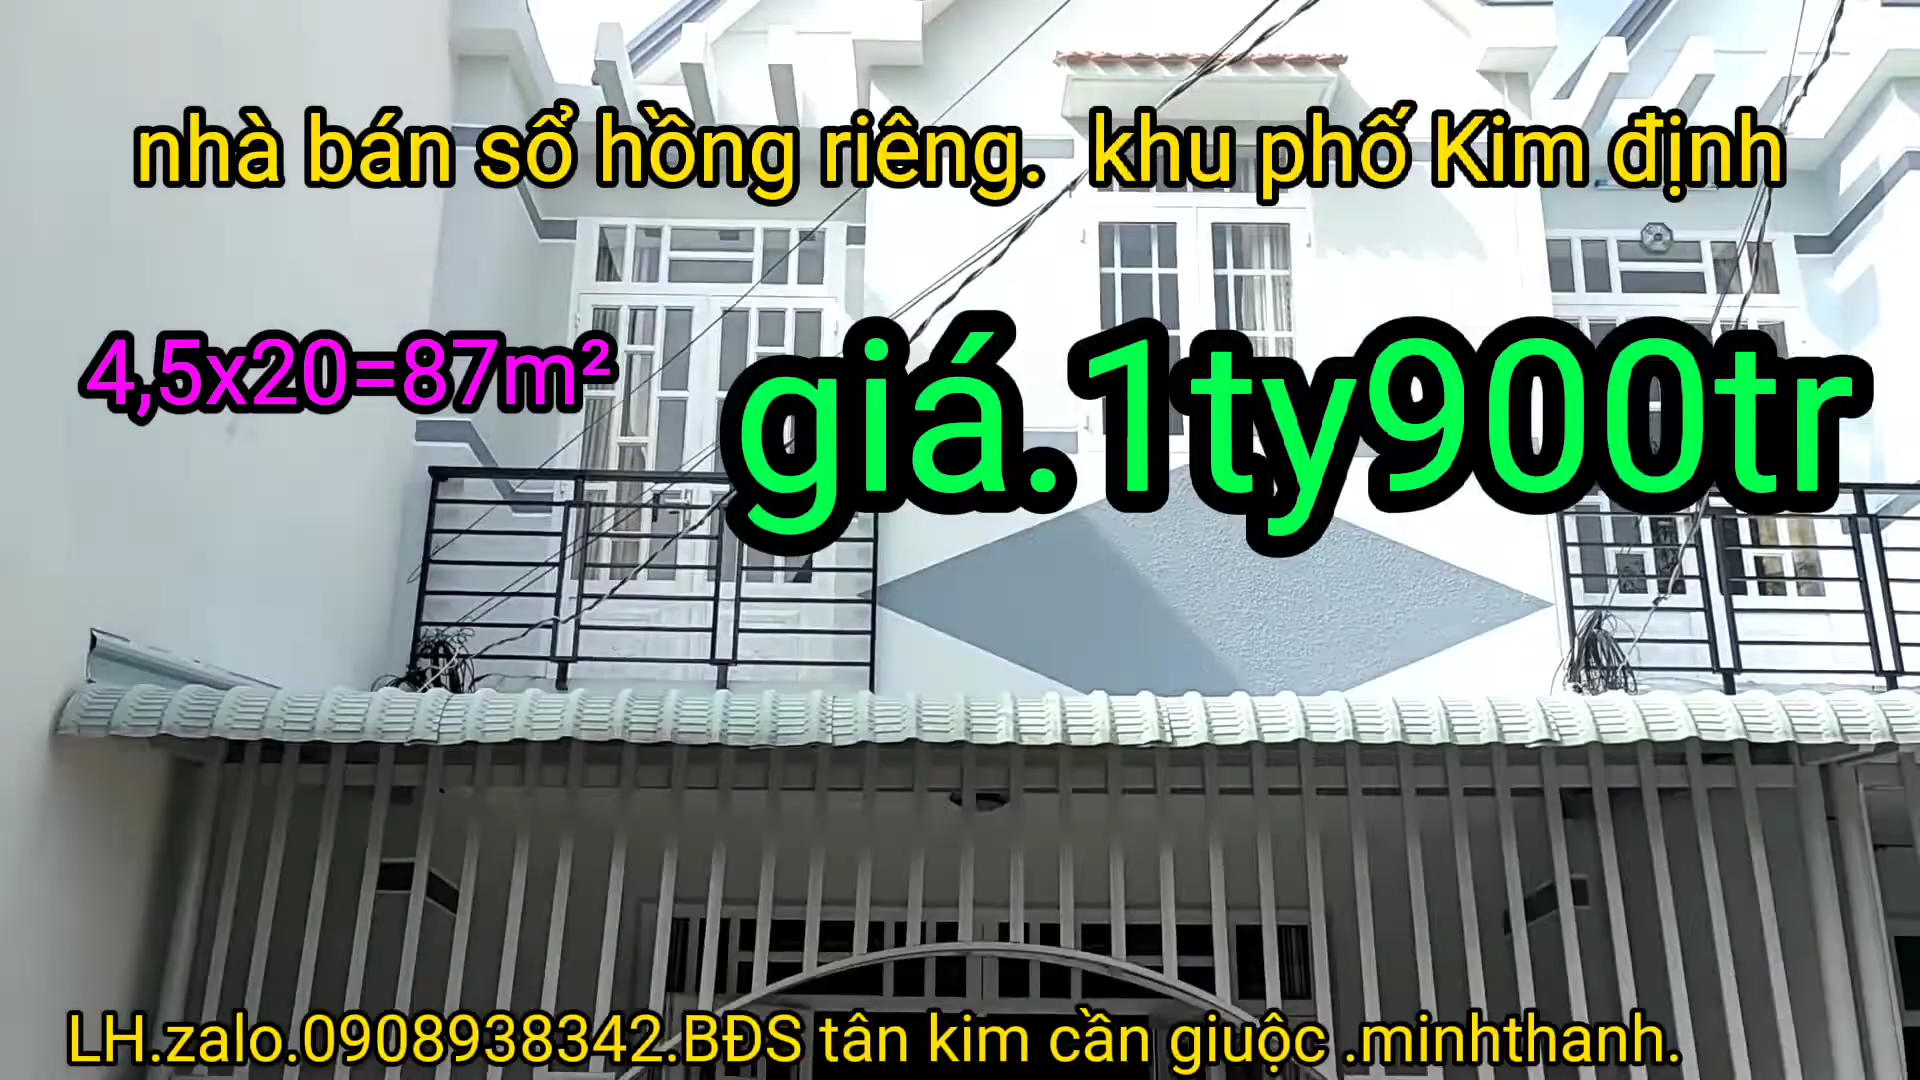 nhà bán sổ hồng riêng.  khu phố Kim định
4,5x20=87m²
giá.1ty900tr
LH.zalo.0908938342.BĐS tân kim cần giuộc .minhthanh.